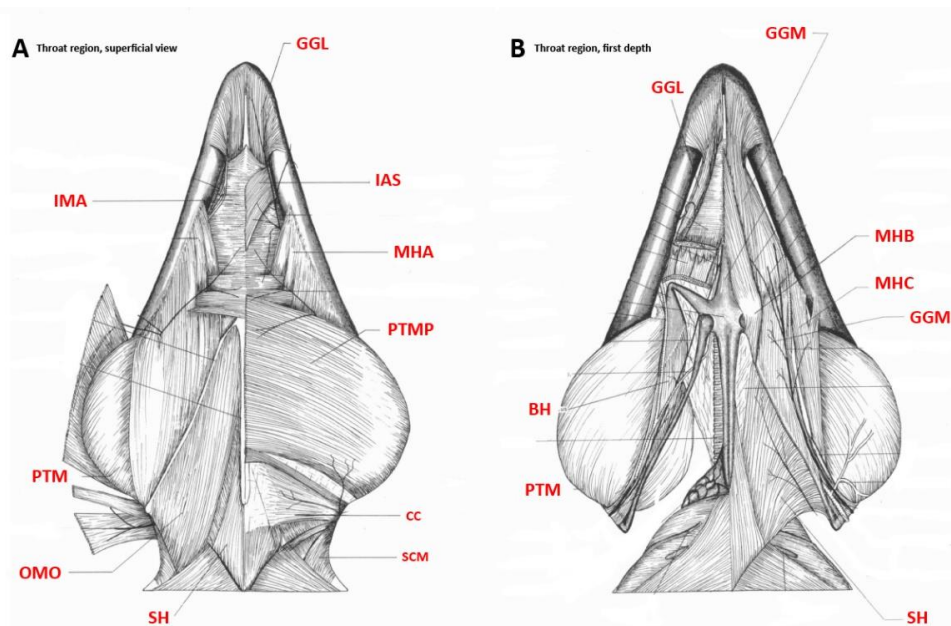 A Throat region, superficial view
GGL
IMA
IAS
MHA
PTMP
PTM
CC
SCM
OMO
SH
B Throat region, first depth
GGM
GGL
MHB
MHC
GGM
BH
PTM
SH